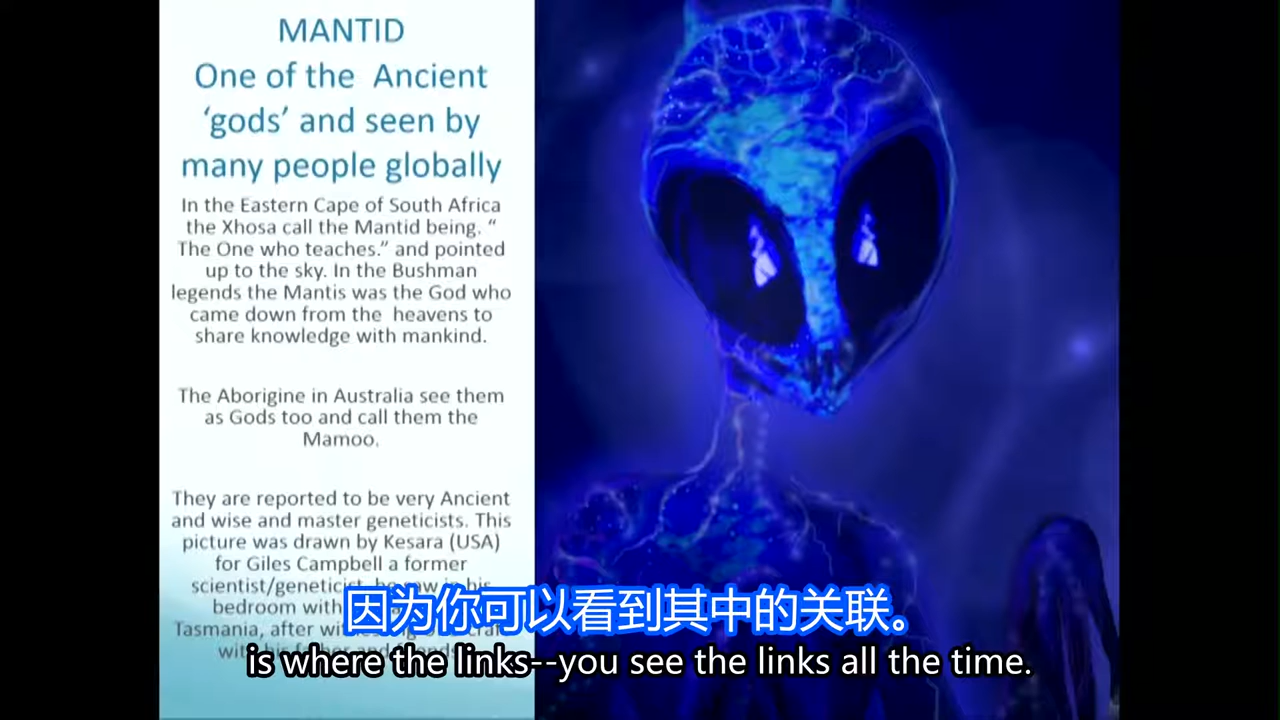 MANTID
One of the Ancient
‘gods’ and seen by
many people globally
In the Eastern Cape of South Africa
the Xhosa call the Mantid being. “
The One who teaches.” and pointed
up to the sky. In the Bushman
legends the Mantis was the God who
came down from the heavens to
share knowledge with mankind.
The Aborigine in Australia see them
as Gods too and call them the
Mamoo.
They are reported to be very Ancient
and wise and master geneticists. This
picture was drawn by Kesara (USA)
for Giles Campbell a former
scientist/geneticist, he saw in his
bedroom with
Tasmania, after
因为你可以看到其中的关联。
is where the links--you see the links all the time.